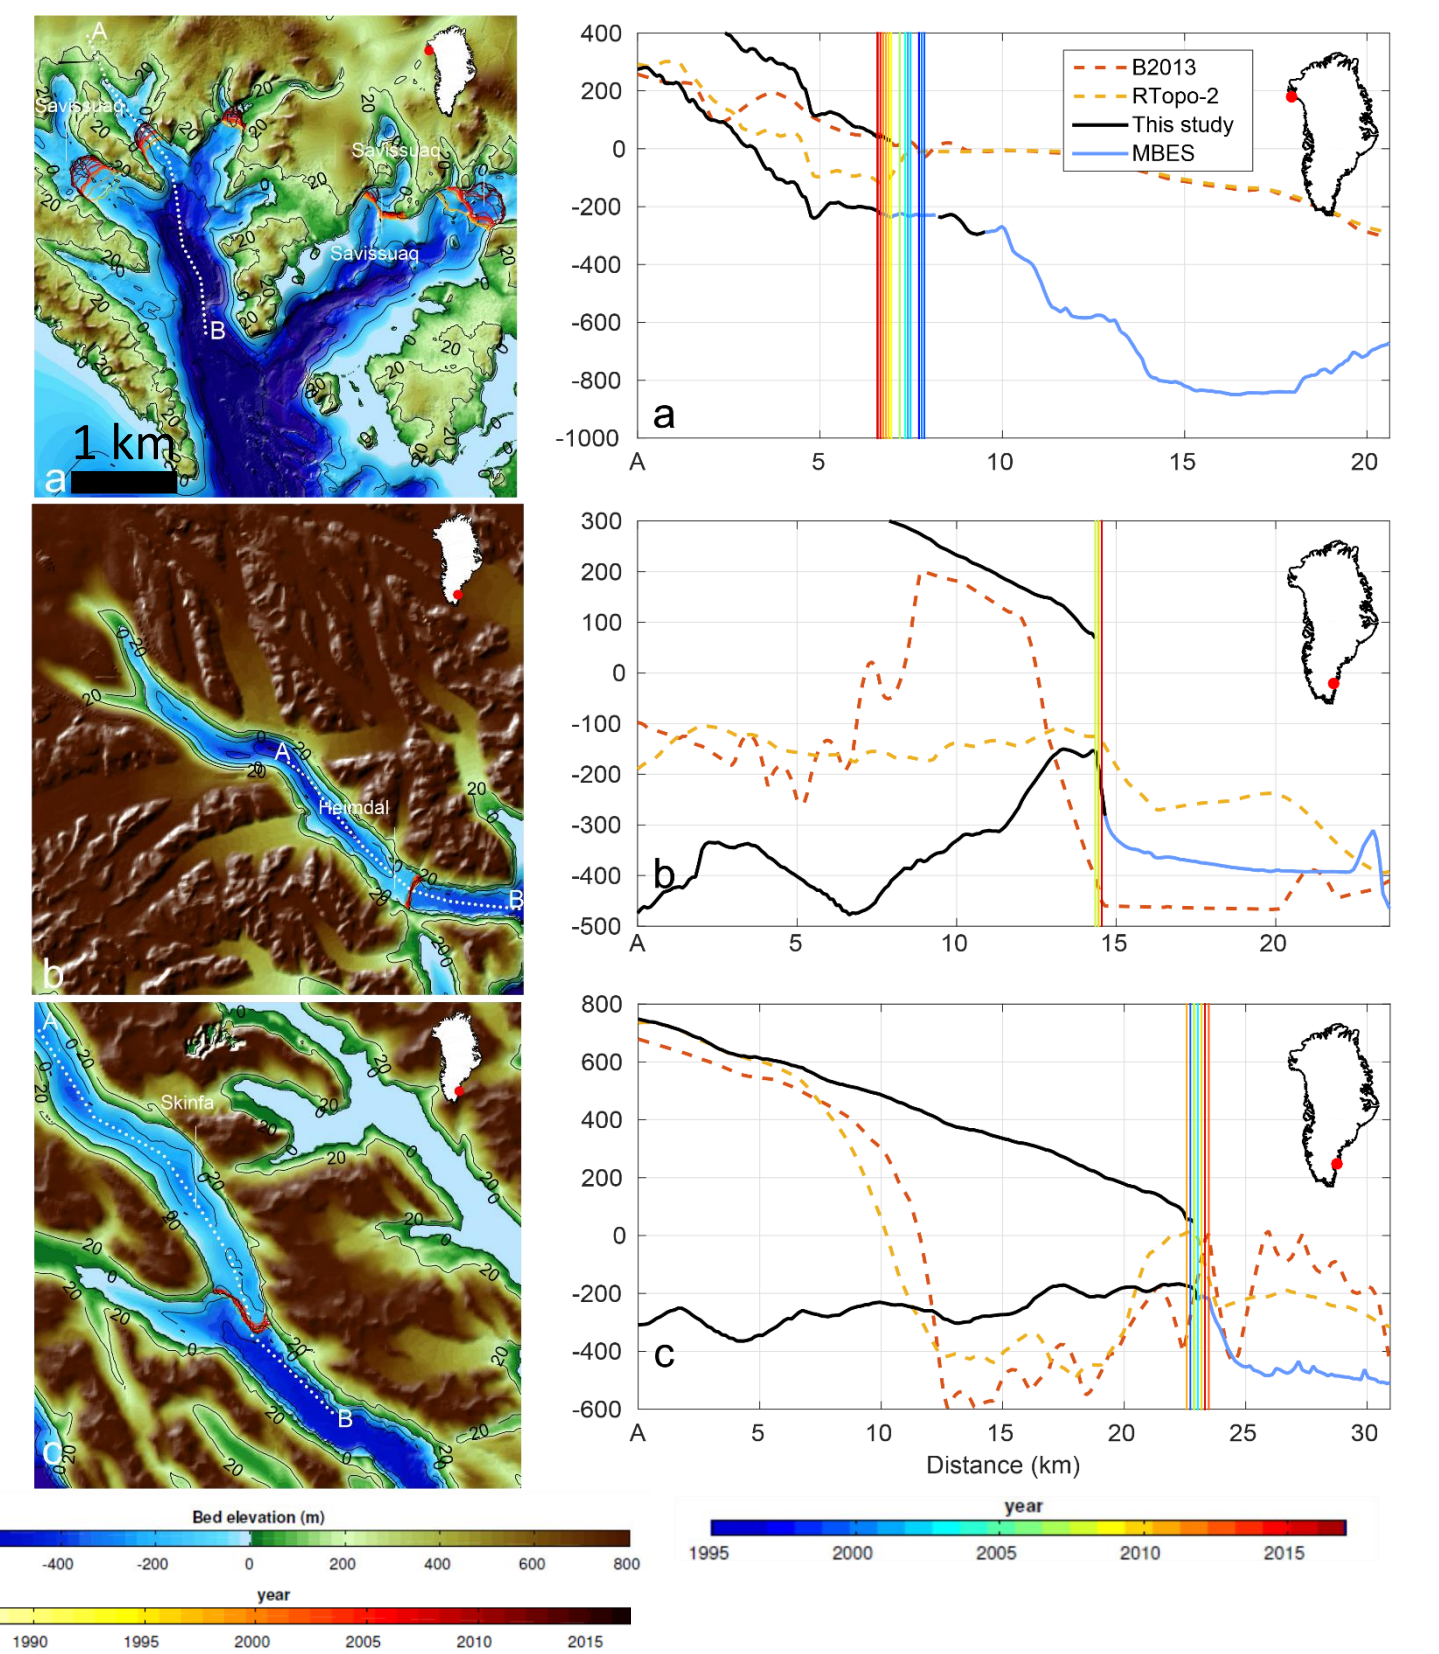 A
Savissuaq
Savissuaq
Savissuaq
B
1 km
a
400
200
0
-200
-400
-600
-800
-1000
A
5
10
15
20
B2013
RTopo-2
This study
MBES
a
A
Heimdal
B
b
300
200
100
0
-100
-200
-300
-400
-500
A
5
10
15
20
b
A
Skinfa
B
c
800
600
400
200
0
-200
-400
-600
A
5
10
15
20
25
30
c
Distance (km)
Bed elevation (m)
-400 -200 0 200 400 600 800
year
1990 1995 2000 2005 2010 2015
year
1995 2000 2005 2010 2015